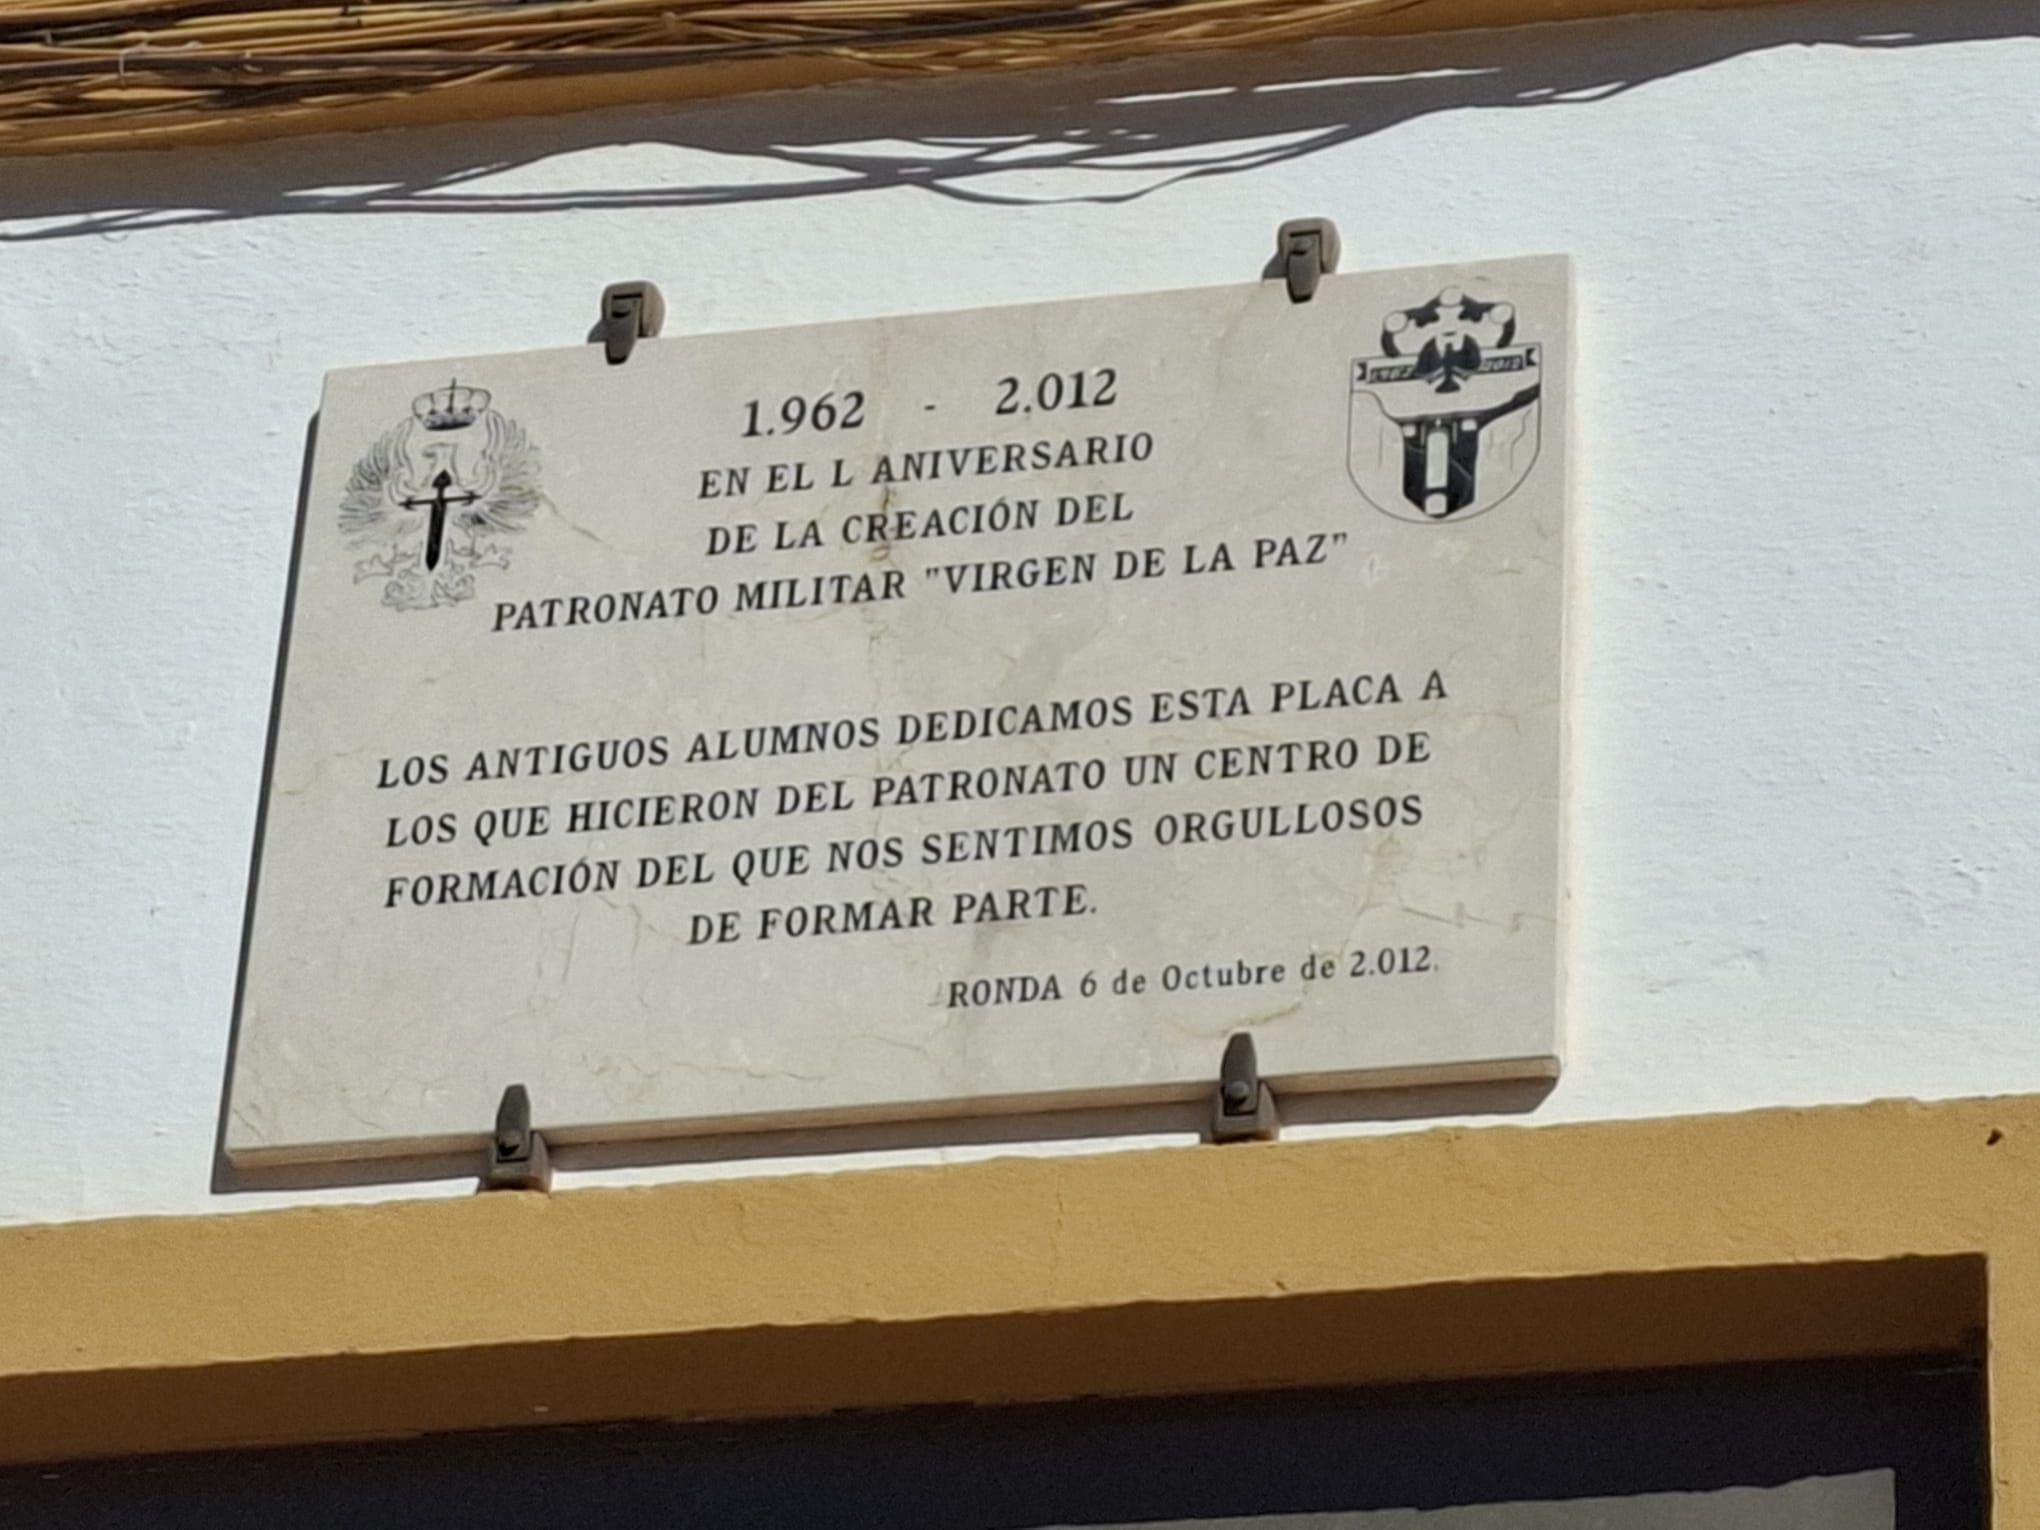 1.962 - 2.012
EN EL L ANIVERSARIO
DE LA CREACIÓN DEL
PATRONATO MILITAR "VIRGEN DE LA PAZ"
LOS ANTIGUOS ALUMNOS DEDICAMOS ESTA PLACA A
LOS QUE HICIERON DEL PATRONATO UN CENTRO DE
FORMACIÓN DEL QUE NOS SENTIMOS ORGULLOSOS
DE FORMAR PARTE.
RONDA 6 de Octubre de 2.012.
1962 2012